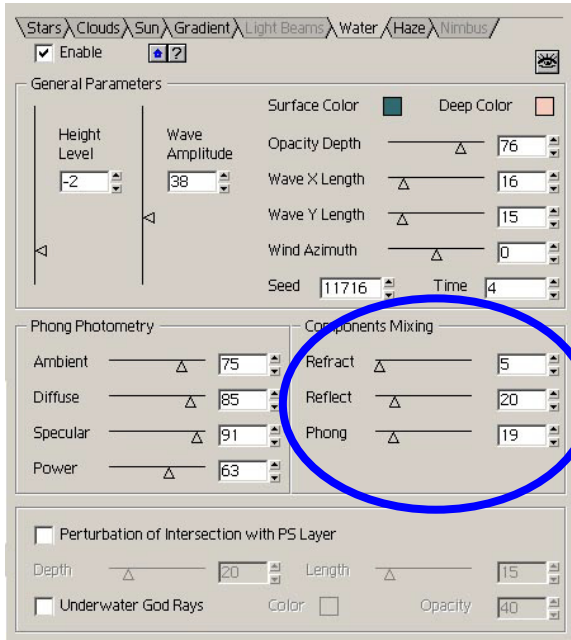 Stars Clouds Sun Gradient Light Beams Water Haze Nimbus
Enable ?
General Parameters
Surface Color Deep Color
Height Level
-2
Wave Amplitude
38
Opacity Depth 76
Wave X Length 16
Wave Y Length 15
Wind Azimuth 0
Seed 11716 Time 4
Phong Photometry
Ambient 75
Diffuse 85
Specular 91
Power 63
Components Mixing
Refract 5
Reflect 20
Phong 19
Perturbation of Intersection with PS Layer
Depth 20 Length 15
Underwater God Rays Color Opacity 40